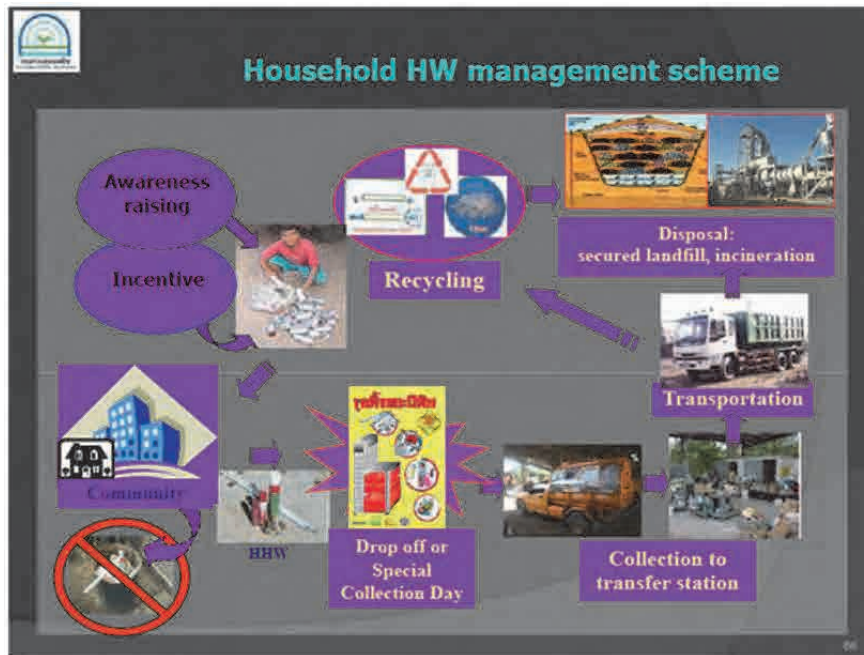 Household HW management scheme
Awareness
raising
Incentive
Recycling
Disposal:
secured landfill, incineration
Transportation
Community
HHW
Drop off or
Special
Collection Day
Collection to
transfer station